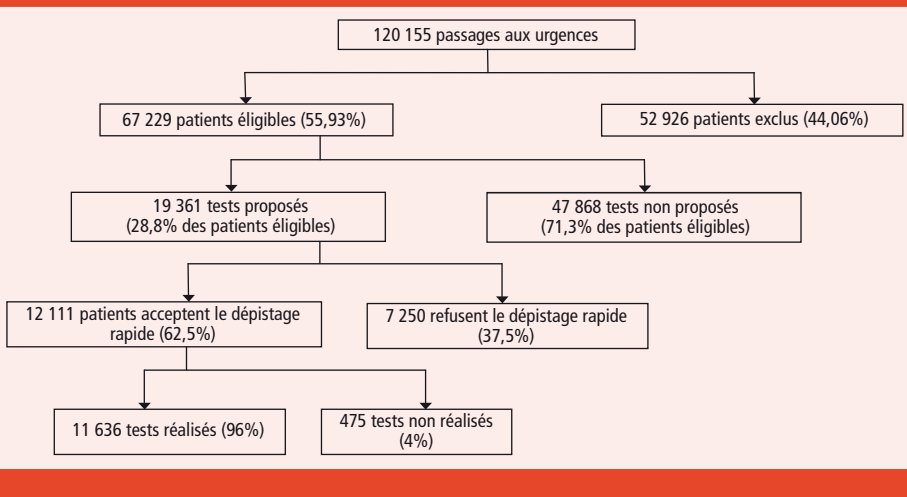 120 155 passages aux urgences
67 229 patients éligibles (55,93%)
52 926 patients exclus (44,06%)
19 361 tests proposés
(28,8% des patients éligibles)
47 868 tests non proposés
(71,3% des patients éligibles)
12 111 patients acceptent le dépistage
rapide (62,5%)
7 250 refusent le dépistage rapide
(37,5%)
11 636 tests réalisés (96%)
475 tests non réalisés
(4%)